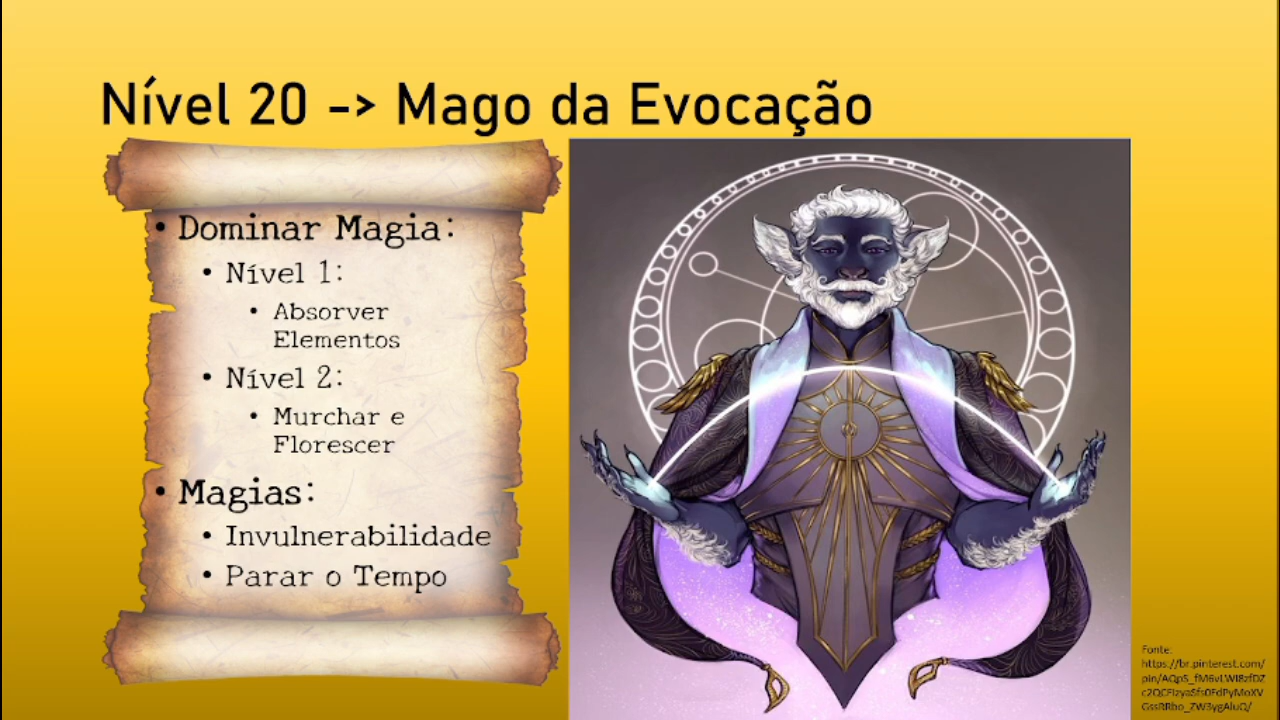 Nível 20 -> Mago da Evocação
• Dominar Magia:
• Nível 1:
• Absorver
Elementos
• Nível 2:
• Murchar e
Florescer
• Magias:
• Invulnerabilidade
• Parar o Tempo
Fonte:
https://br.pinterest.com/